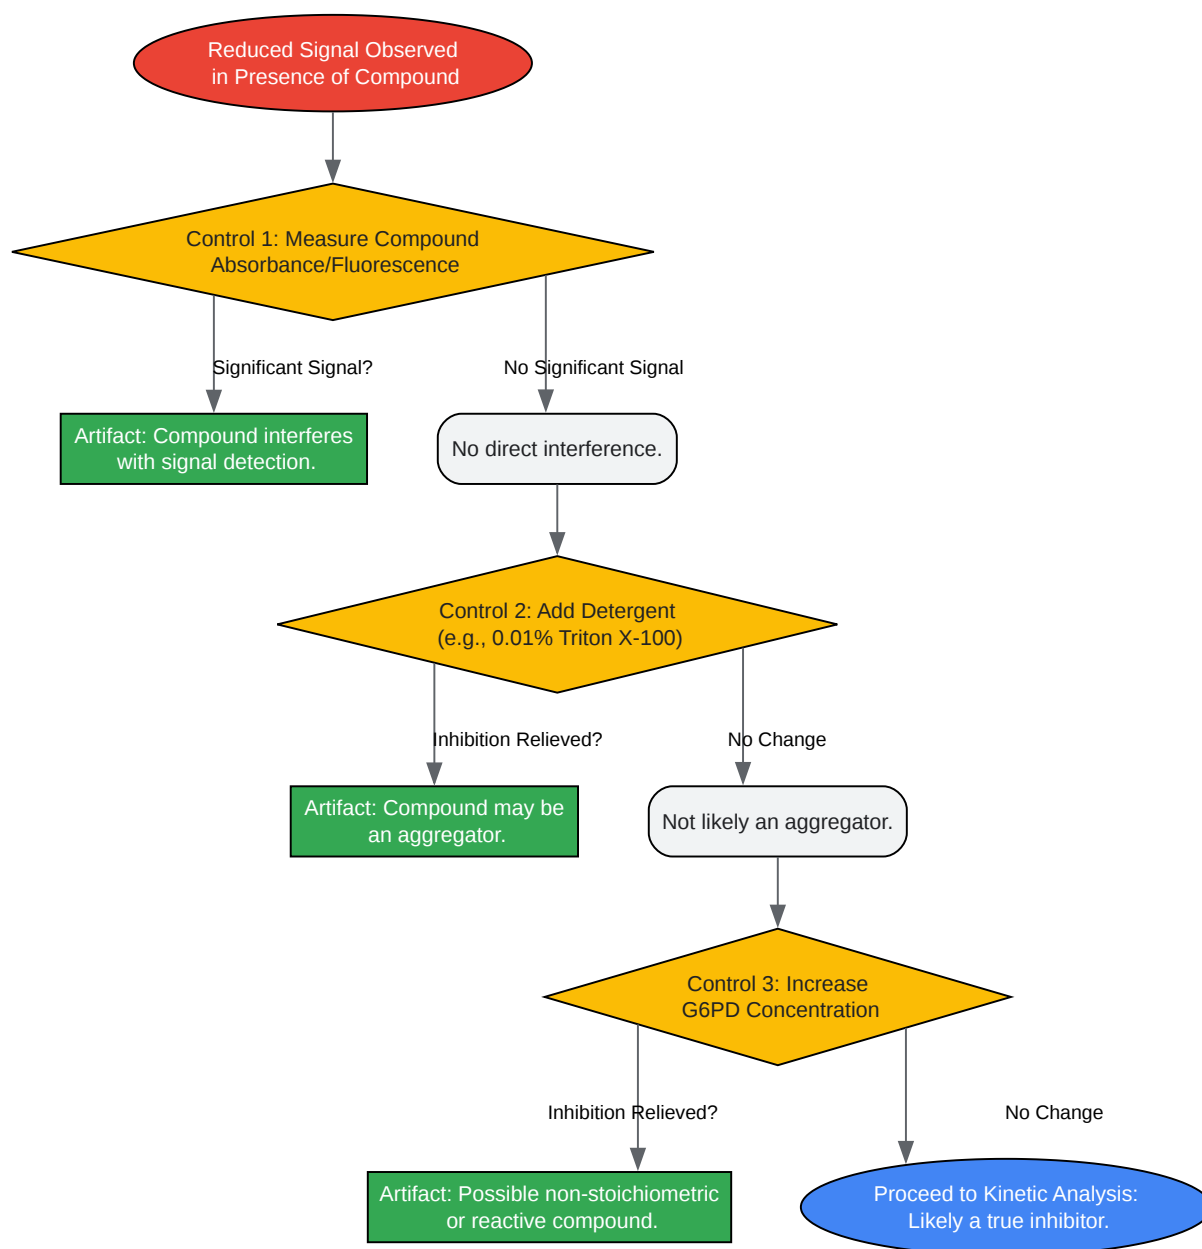 Reduced Signal Observed
in Presence of Compound
Control 1: Measure Compound
Absorbance/Fluorescence
Significant Signal?
No Significant Signal
Artifact: Compound interferes
with signal detection.
No direct interference.
Control 2: Add Detergent
(e.g., 0.01% Triton X-100)
Inhibition Relieved?
No Change
Artifact: Compound may be
an aggregator.
Not likely an aggregator.
Control 3: Increase
G6PD Concentration
Inhibition Relieved?
No Change
Artifact: Possible non-stoichiometric
or reactive compound.
Proceed to Kinetic Analysis:
Likely a true inhibitor.